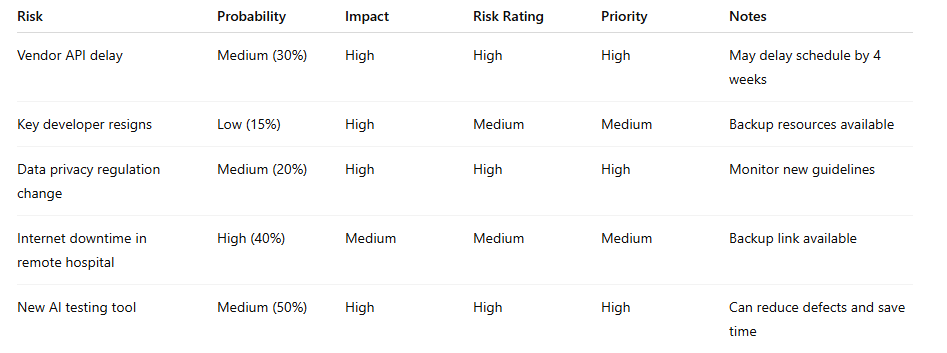 Risk Probability Impact Risk Rating Priority Notes
Vendor API delay Medium (30%) High High High May delay schedule by 4
weeks
Key developer resigns Low (15%) High Medium Medium Backup resources available
Data privacy regulation Medium (20%) High High High Monitor new guidelines
change
Internet downtime in High (40%) Medium Medium Medium Backup link available
remote hospital
New AI testing tool Medium (50%) High High High Can reduce defects and save
time